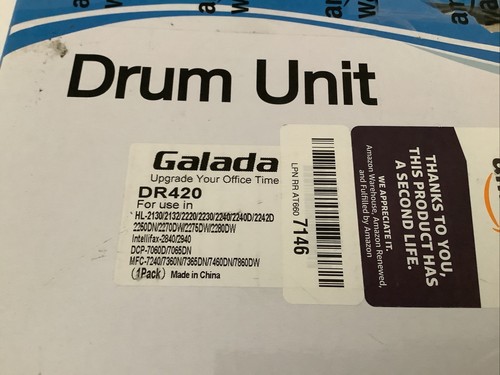 Drum Unit
Galada
Upgrade Your Office Time
DR420
For use in
HL-2130/2132/2220/2230/2240/2240D/2242D
2250DN/2270DW/2275DW/2280DW
Intellifax-2840/2940
DCP-7060D/7065DN
MFC-7240/7360N/7365DN/7460DN/7860DW
(1Pack) Made in China
LPN RR AT660 7146
THANKS TO YOU,
THIS PRODUCT HAS
A SECOND LIFE.
WE APPRECIATE IT.
Amazon Warehouse, Amazon Renewed,
and Fulfilled by Amazon